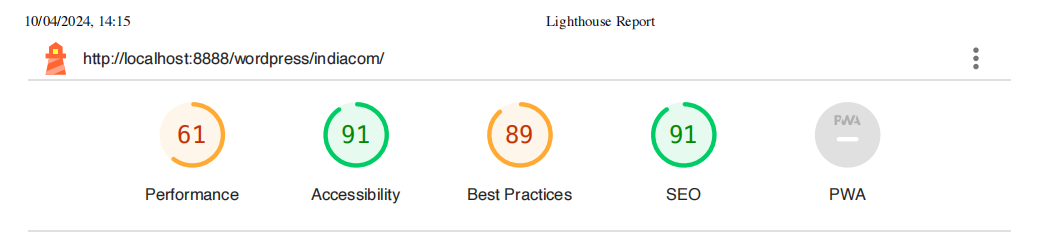 10/04/2024, 14:15 Lighthouse Report
http://localhost:8888/wordpress/indiacom/
61 91 89 91 PWA
Performance Accessibility Best Practices SEO PWA